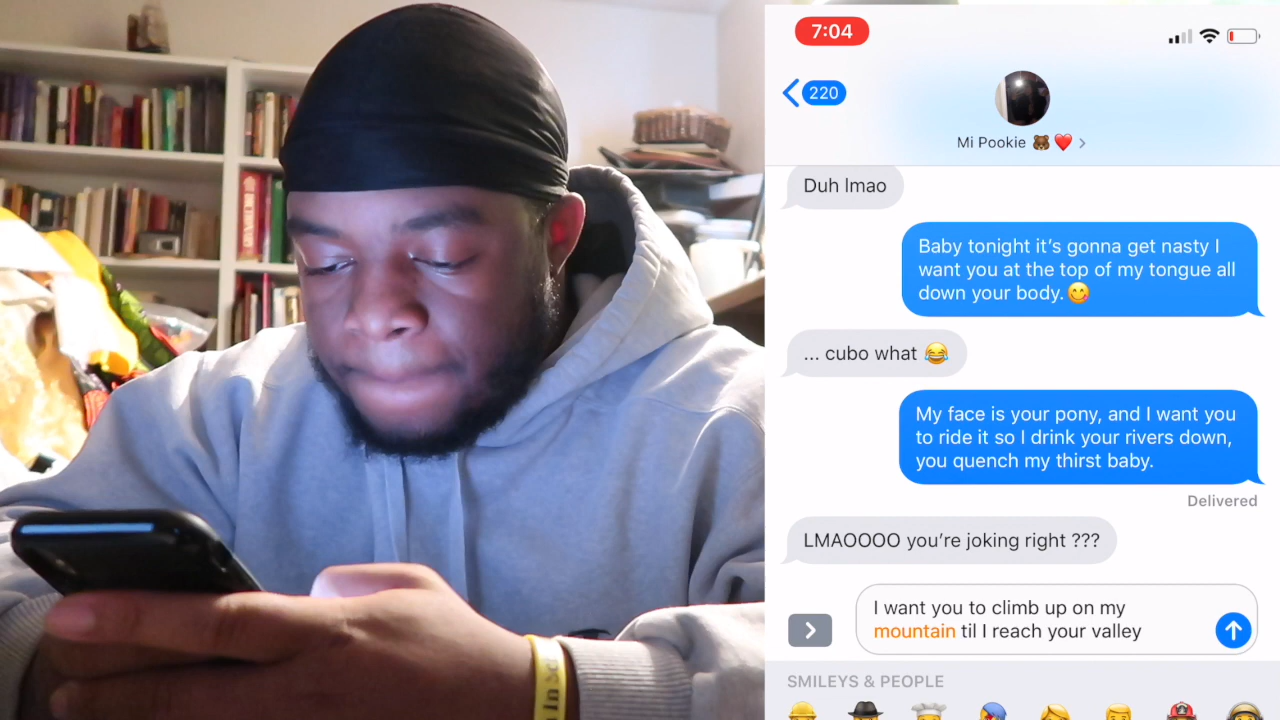 7:04
220
Mi Pookie 🐻❤️ >
Duh lmao
Baby tonight it's gonna get nasty I
want you at the top of my tongue all
down your body.😋
... cubo what 😂
My face is your pony, and I want you
to ride it so I drink your rivers down,
you quench my thirst baby.
Delivered
LMAOOOO you're joking right ???
I want you to climb up on my
mountain til I reach your valley
SMILEYS & PEOPLE